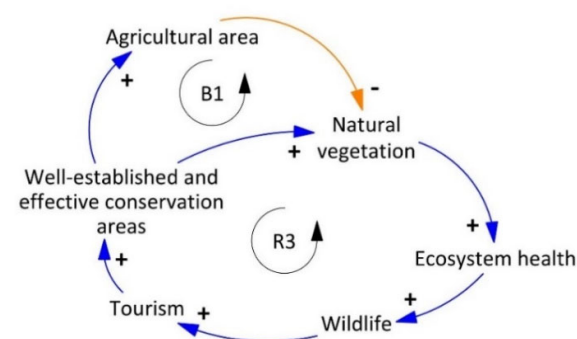 Agricultural area
+
B1
-
Natural
vegetation
+
Well-established and
effective conservation
areas
R3
+
Ecosystem health
+
Tourism
+
+
Wildlife